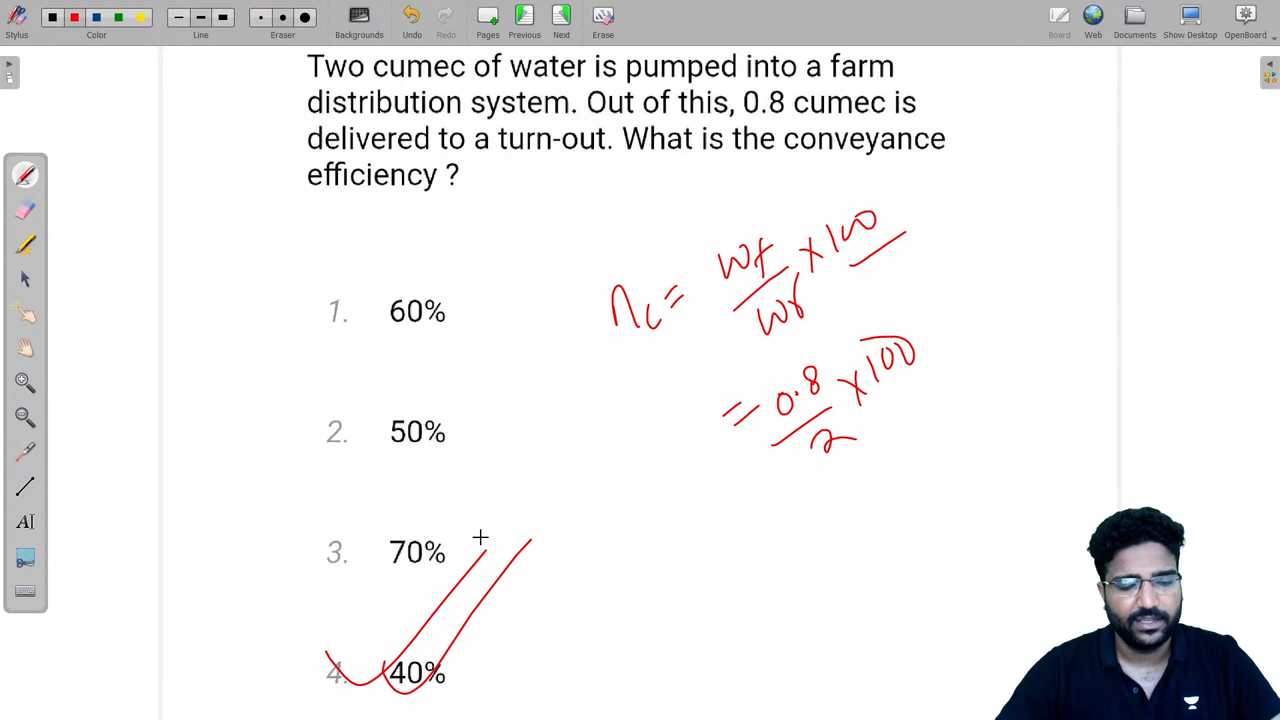 Stylus
Color
Line
Eraser
Backgrounds
Undo
Redo
Pages
Previous
Next
Erase
Board
Web
Documents
Show Desktop
OpenBoard
Two cumec of water is pumped into a farm
distribution system. Out of this, 0.8 cumec is
delivered to a turn-out. What is the conveyance
efficiency ?
ηc = Wf/Wr × 100
= 0.8/2 × 100
1. 60%
2. 50%
3. 70%
4. 40%
AI